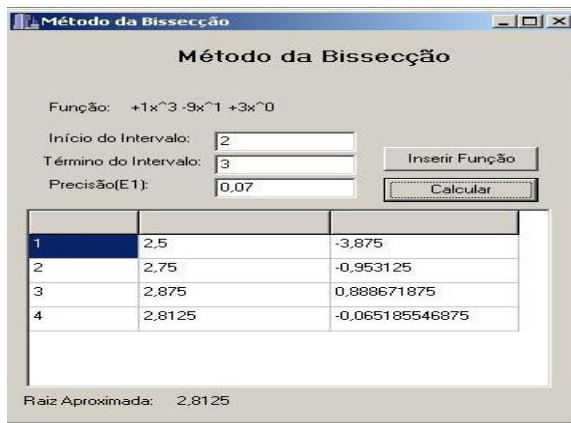 Método da Bissecção
Método da Bissecção
Função: +1x^3 -9x^1 +3x^0
Início do Intervalo: 2
Término do Intervalo: 3
Precisão(E1): 0,07
Inserir Função
Calcular
1 2,5 -3,875
2 2,75 -0,953125
3 2,875 0,888671875
4 2,8125 -0,065185546875
Raiz Aproximada: 2,8125